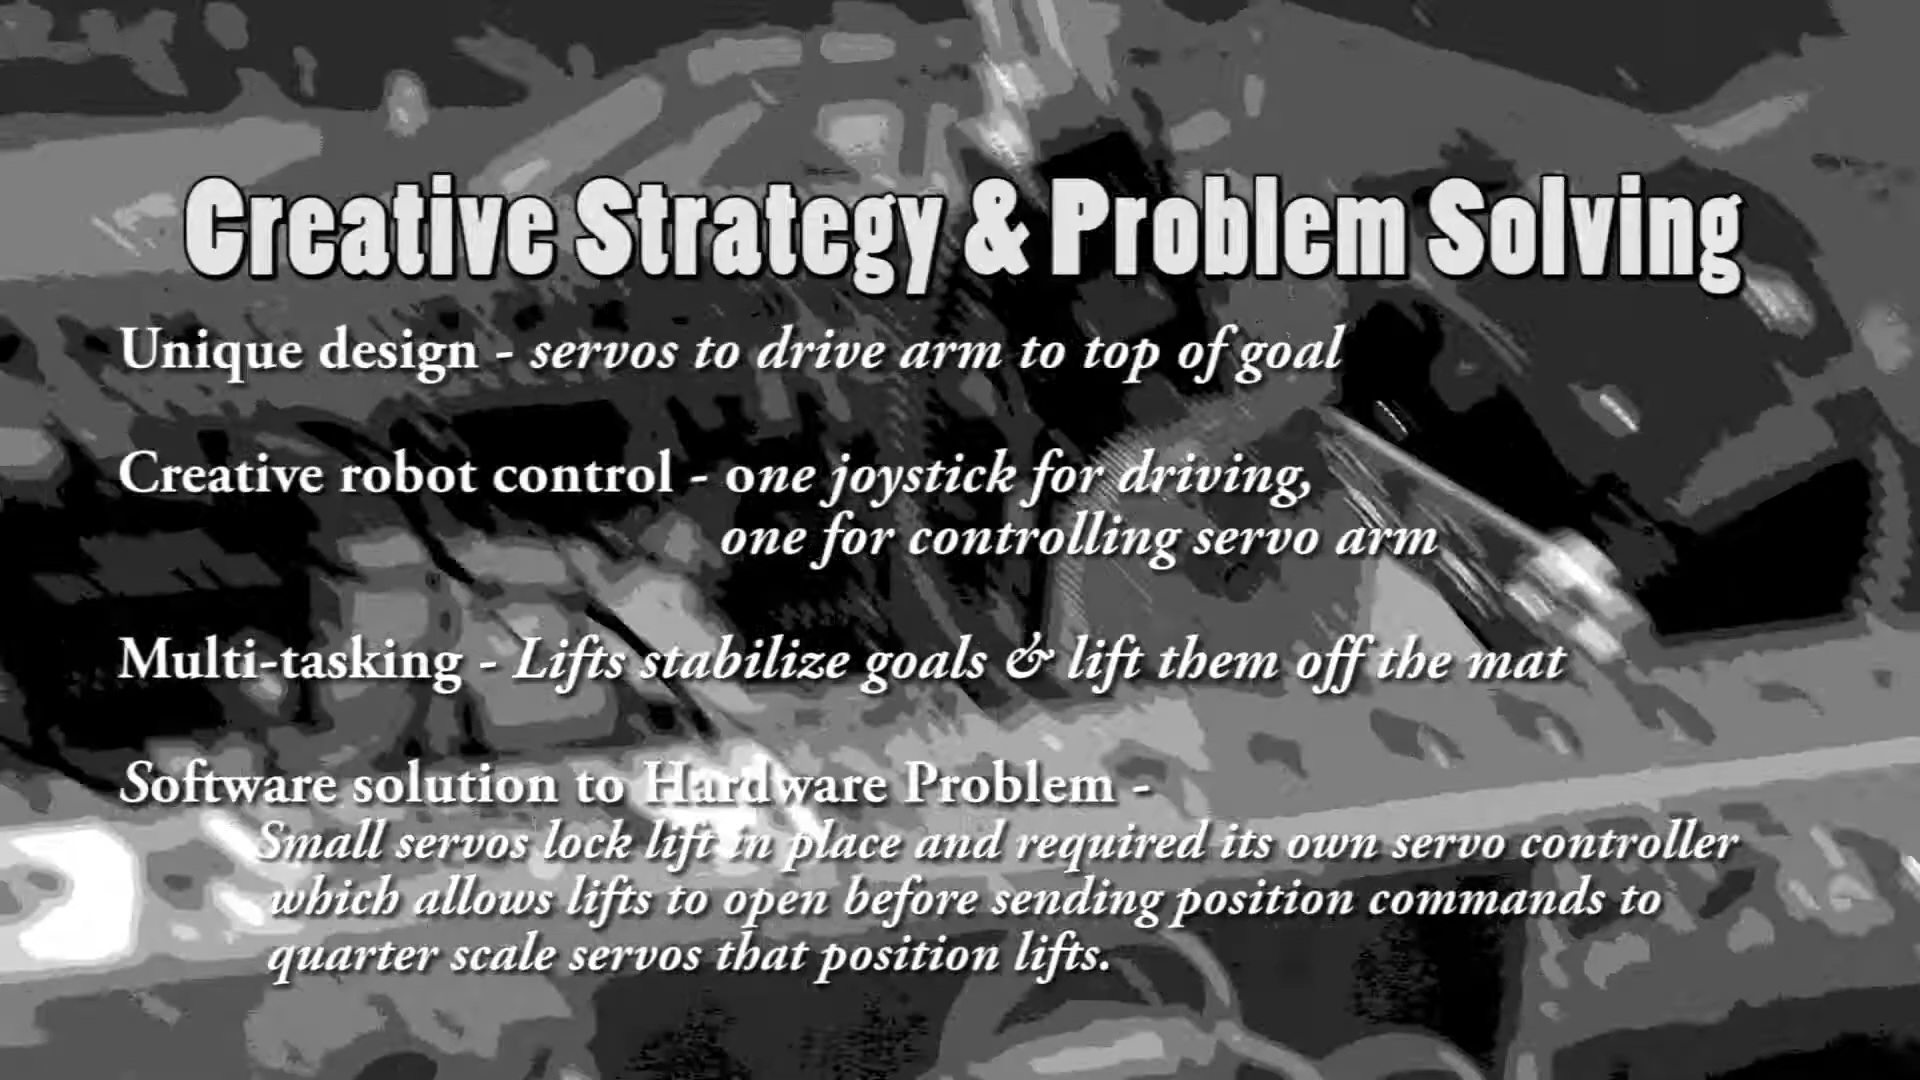 Creative Strategy & Problem Solving
Unique design - servos to drive arm to top of goal
Creative robot control - one joystick for driving,
one for controlling servo arm
Multi-tasking - Lifts stabilize goals & lift them off the mat
Software solution to Hardware Problem -
Small servos lock lift in place and required its own servo controller
which allows lifts to open before sending position commands to
quarter scale servos that position lifts.